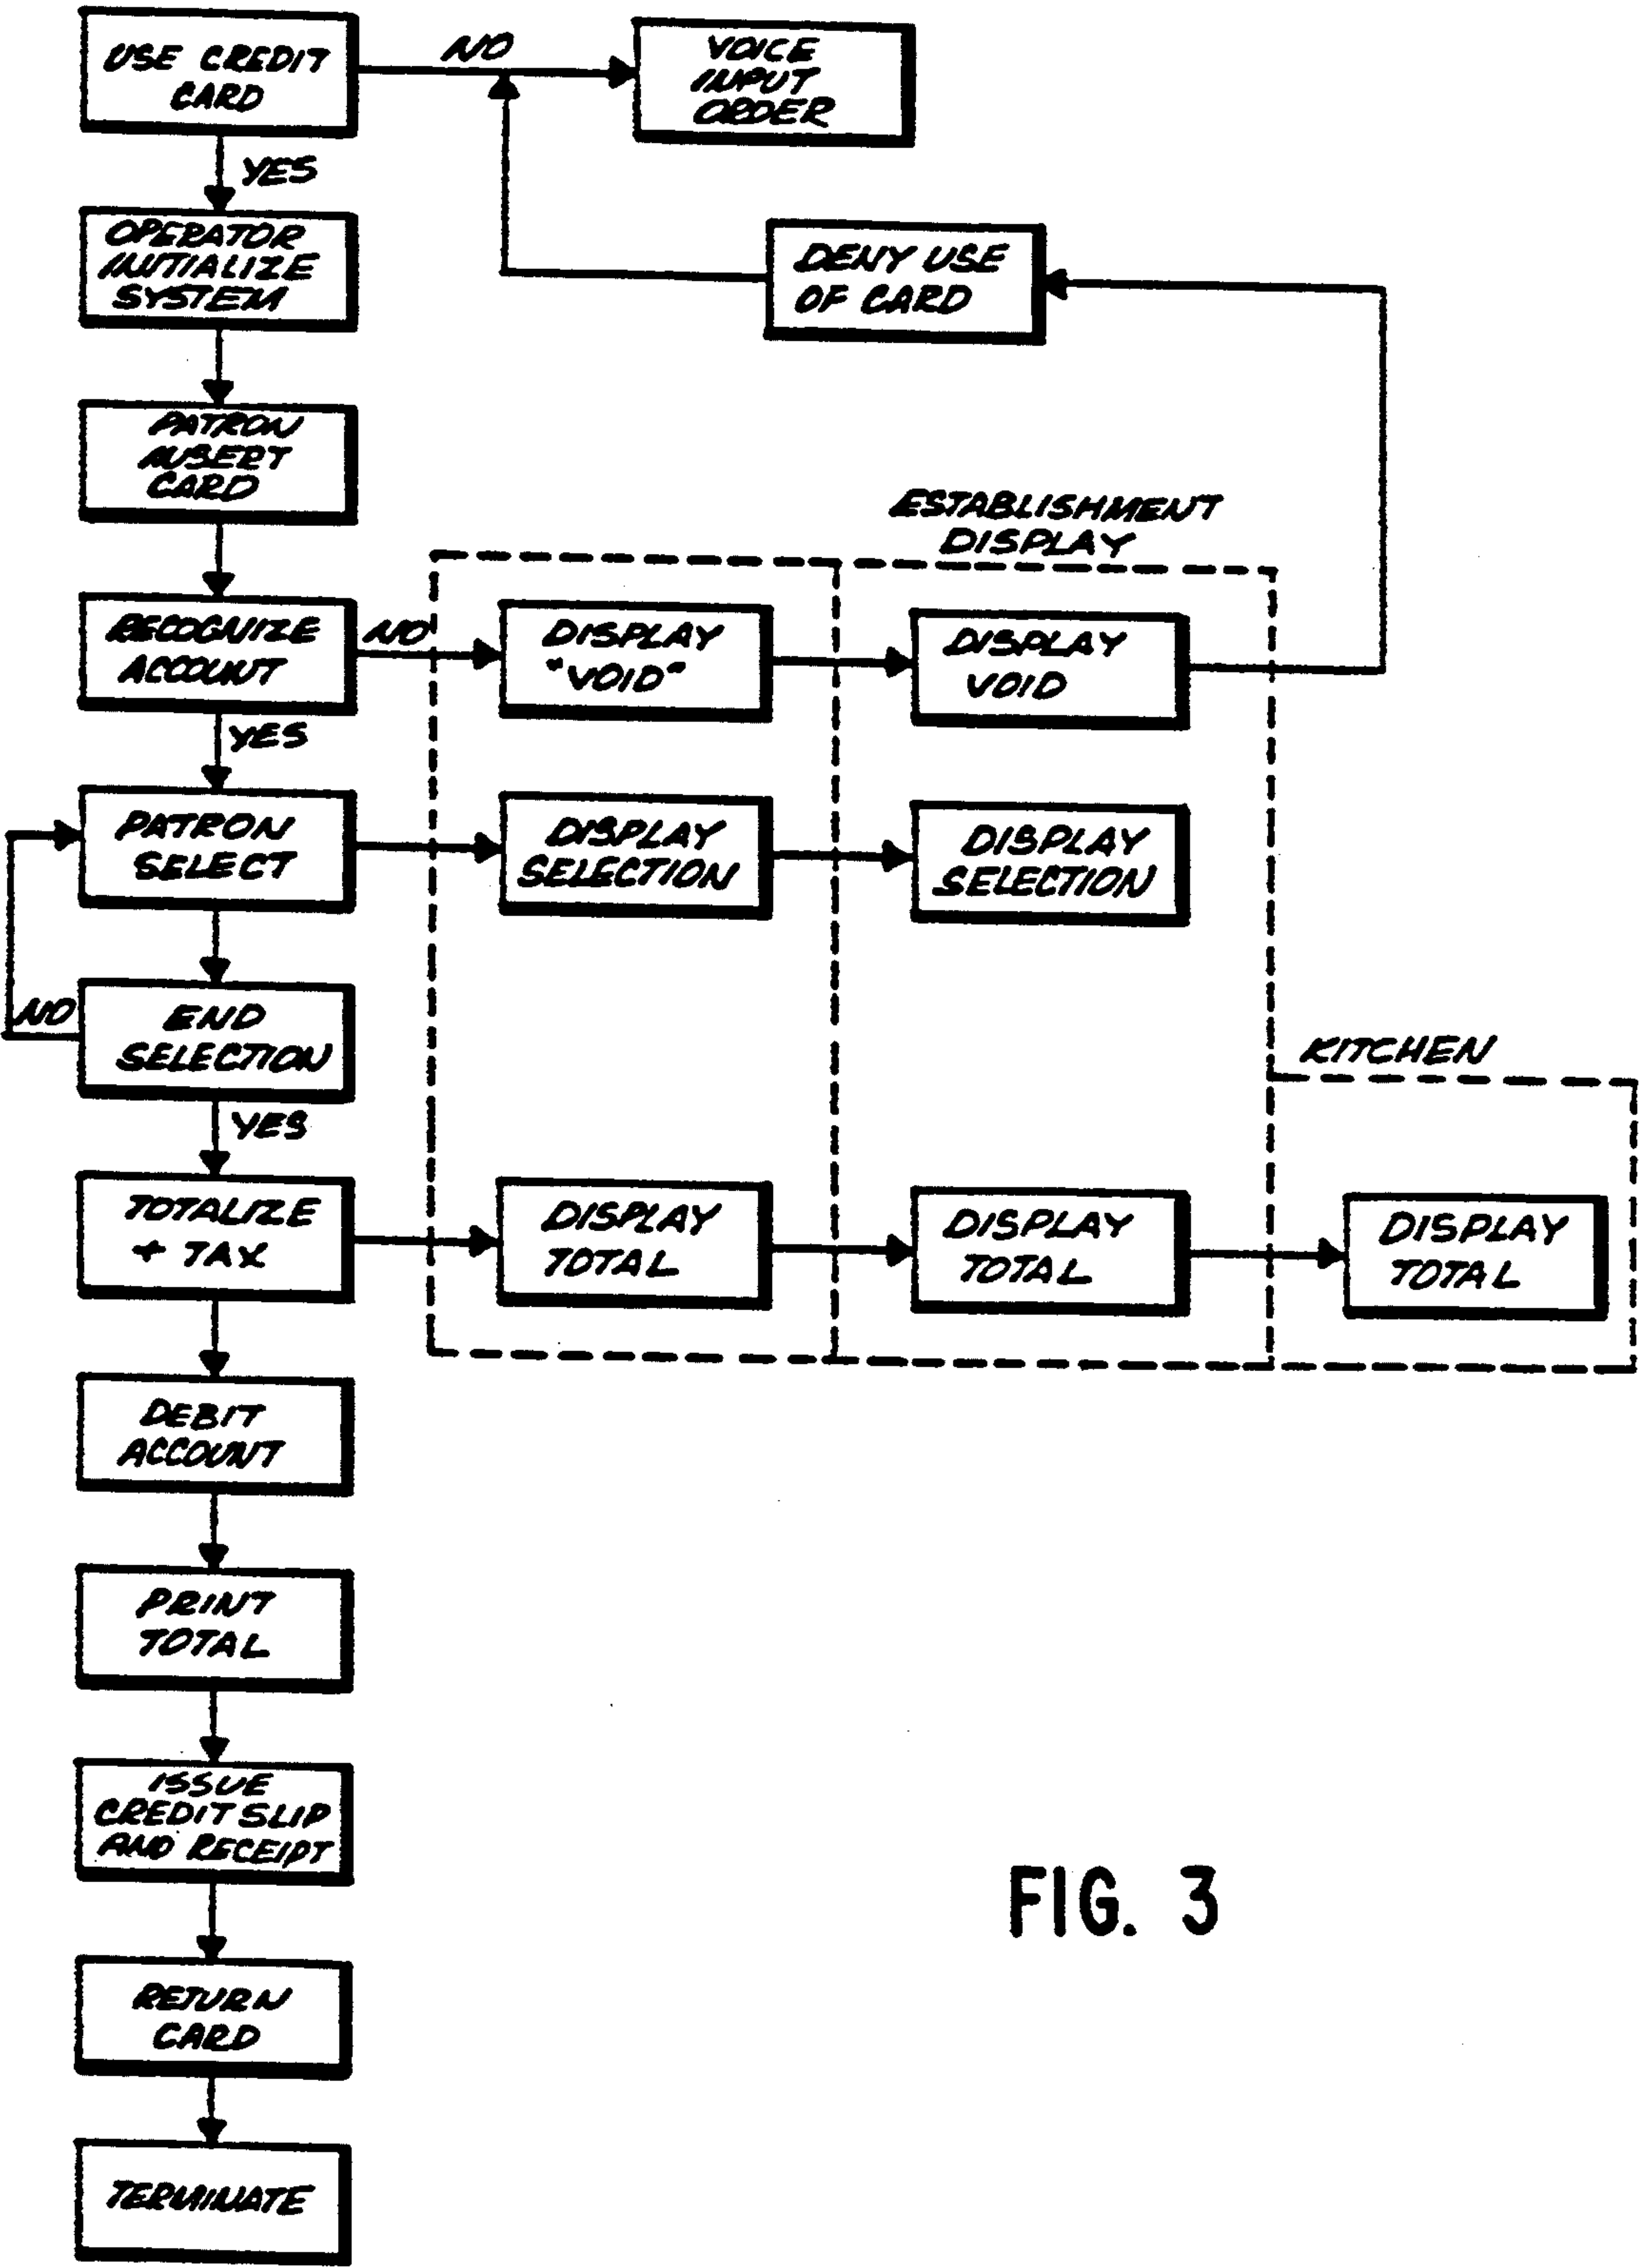 USE CREDIT
CARD
NO
VOICE
INPUT
ORDER
YES
OPERATOR
INITIALIZE
SYSTEM
DENY USE
OF CARD
PATRON
INSERT
CARD
ESTABLISHMENT
DISPLAY
RECOGNIZE
ACCOUNT
NO
DISPLAY
"VOID"
DISPLAY
VOID
YES
PATRON
SELECT
DISPLAY
SELECTION
DISPLAY
SELECTION
NO
END
SELECTION
KITCHEN
YES
TOTALIZE
+ TAX
DISPLAY
TOTAL
DISPLAY
TOTAL
DISPLAY
TOTAL
DEBIT
ACCOUNT
PRINT
TOTAL
ISSUE
CREDIT SLIP
AND RECEIPT
RETURN
CARD
TERMINATE
FIG. 3